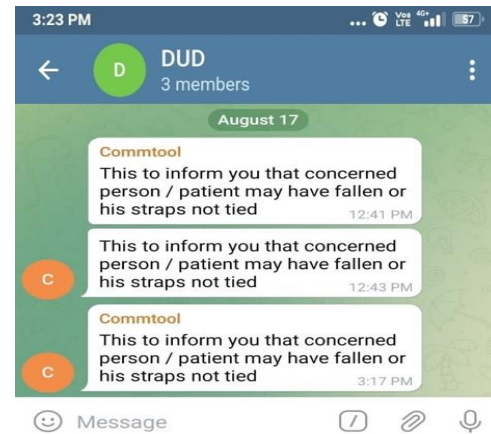 3:23 PM ... Vo9 LTE 4G+ 57
D DUD
3 members
August 17
Commtool
This to inform you that concerned
person / patient may have fallen or
his straps not tied 12:41 PM
This to inform you that concerned
person / patient may have fallen or
C his straps not tied 12:43 PM
Commtool
This to inform you that concerned
person / patient may have fallen or
C his straps not tied 3:17 PM
Message